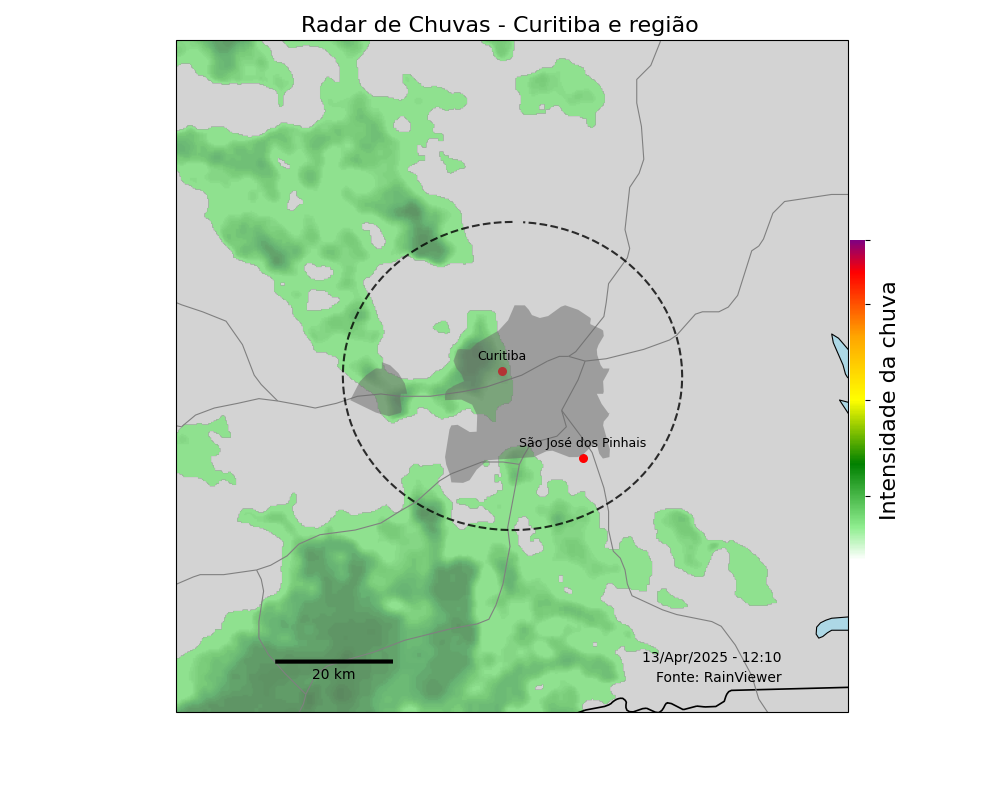 Radar de Chuvas - Curitiba e região
Curitiba
São José dos Pinhais
Intensidade da chuva
13/Apr/2025 - 12:10
Fonte: RainViewer
20 km